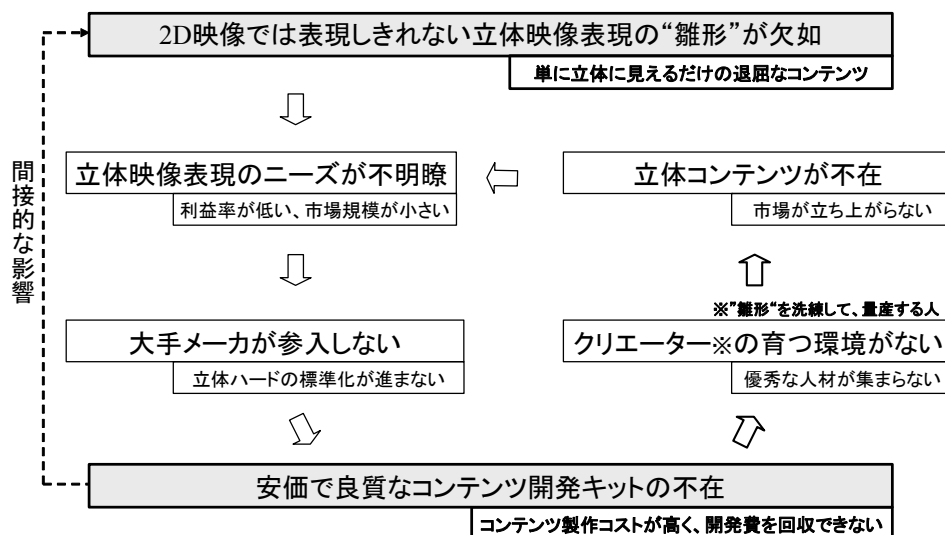 2D映像では表現しきれない立体映像表現の“雛形”が欠如
単に立体に見えるだけの退屈なコンテンツ
間接的な影響
立体映像表現のニーズが不明瞭
利益率が低い、市場規模が小さい
立体コンテンツが不在
市場が立ち上がらない
大手メーカが参入しない
立体ハードの標準化が進まない
※”雛形“を洗練して、量産する人
クリエーター※の育つ環境がない
優秀な人材が集まらない
安価で良質なコンテンツ開発キットの不在
コンテンツ製作コストが高く、開発費を回収できない